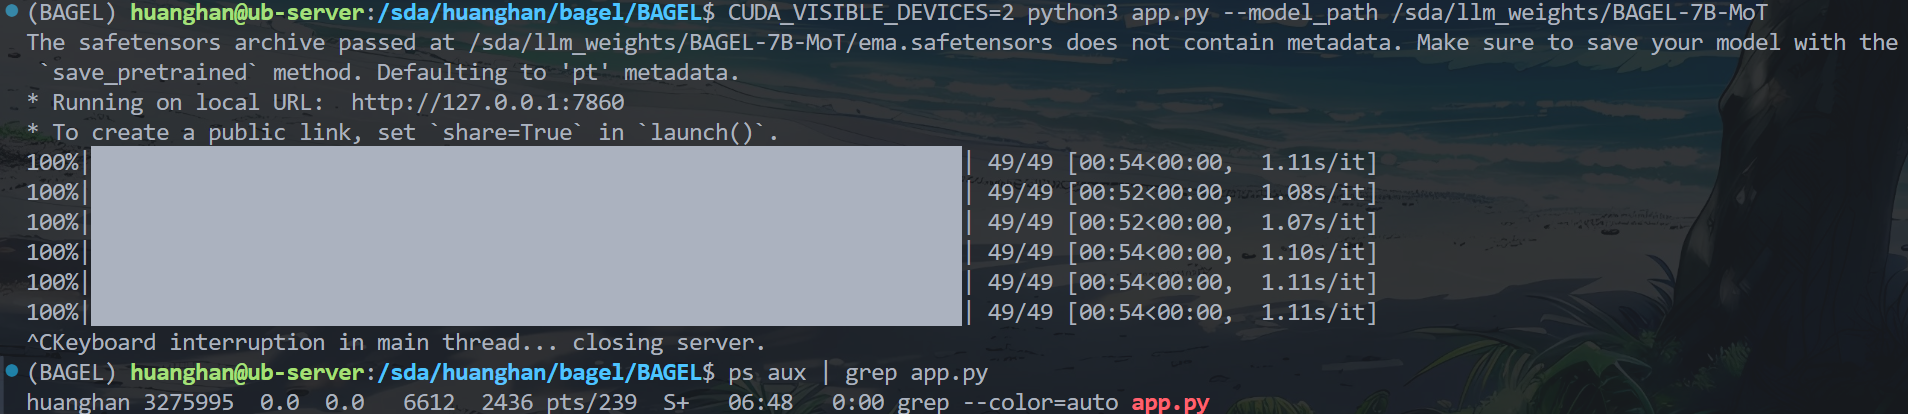 (BAGEL) huanghan@ub-server:/sda/huanghan/bagel/BAGEL$ CUDA_VISIBLE_DEVICES=2 python3 app.py --model_path /sda/llm_weights/BAGEL-7B-MoT
The safetensors archive passed at /sda/llm_weights/BAGEL-7B-MoT/ema.safetensors does not contain metadata. Make sure to save your model with the
`save_pretrained` method. Defaulting to 'pt' metadata.
* Running on local URL:  http://127.0.0.1:7860
* To create a public link, set `share=True` in `launch()`.
100%| | 49/49 [00:54<00:00,  1.11s/it]
100%| | 49/49 [00:52<00:00,  1.08s/it]
100%| | 49/49 [00:52<00:00,  1.07s/it]
100%| | 49/49 [00:54<00:00,  1.10s/it]
100%| | 49/49 [00:54<00:00,  1.11s/it]
100%| | 49/49 [00:54<00:00,  1.11s/it]
^CKeyboard interruption in main thread... closing server.
(BAGEL) huanghan@ub-server:/sda/huanghan/bagel/BAGEL$ ps aux | grep app.py
huanghan 3275995  0.0  0.0   6612  2436 pts/239  S+   06:48   0:00 grep --color=auto app.py